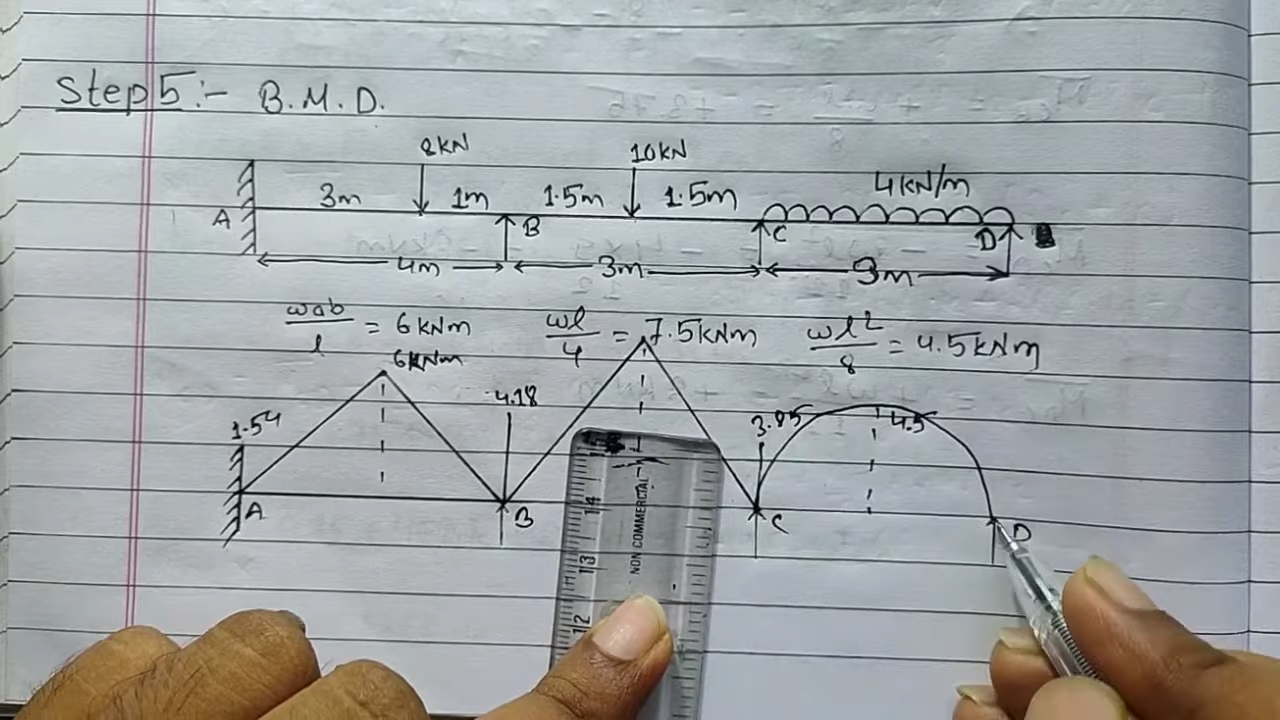 Step 5:- B.M.D.
8kN 10kN
3m 1m 1.5m 1.5m 4kN/m
A B C D
4m 3m 3m
wab/l = 6kNm wl/4 = 7.5kNm wl²/8 = 4.5kNm
6kNm
1.54 4.18 3.85 4.5
A B C D
NON COMMERCIAL
14
13
12